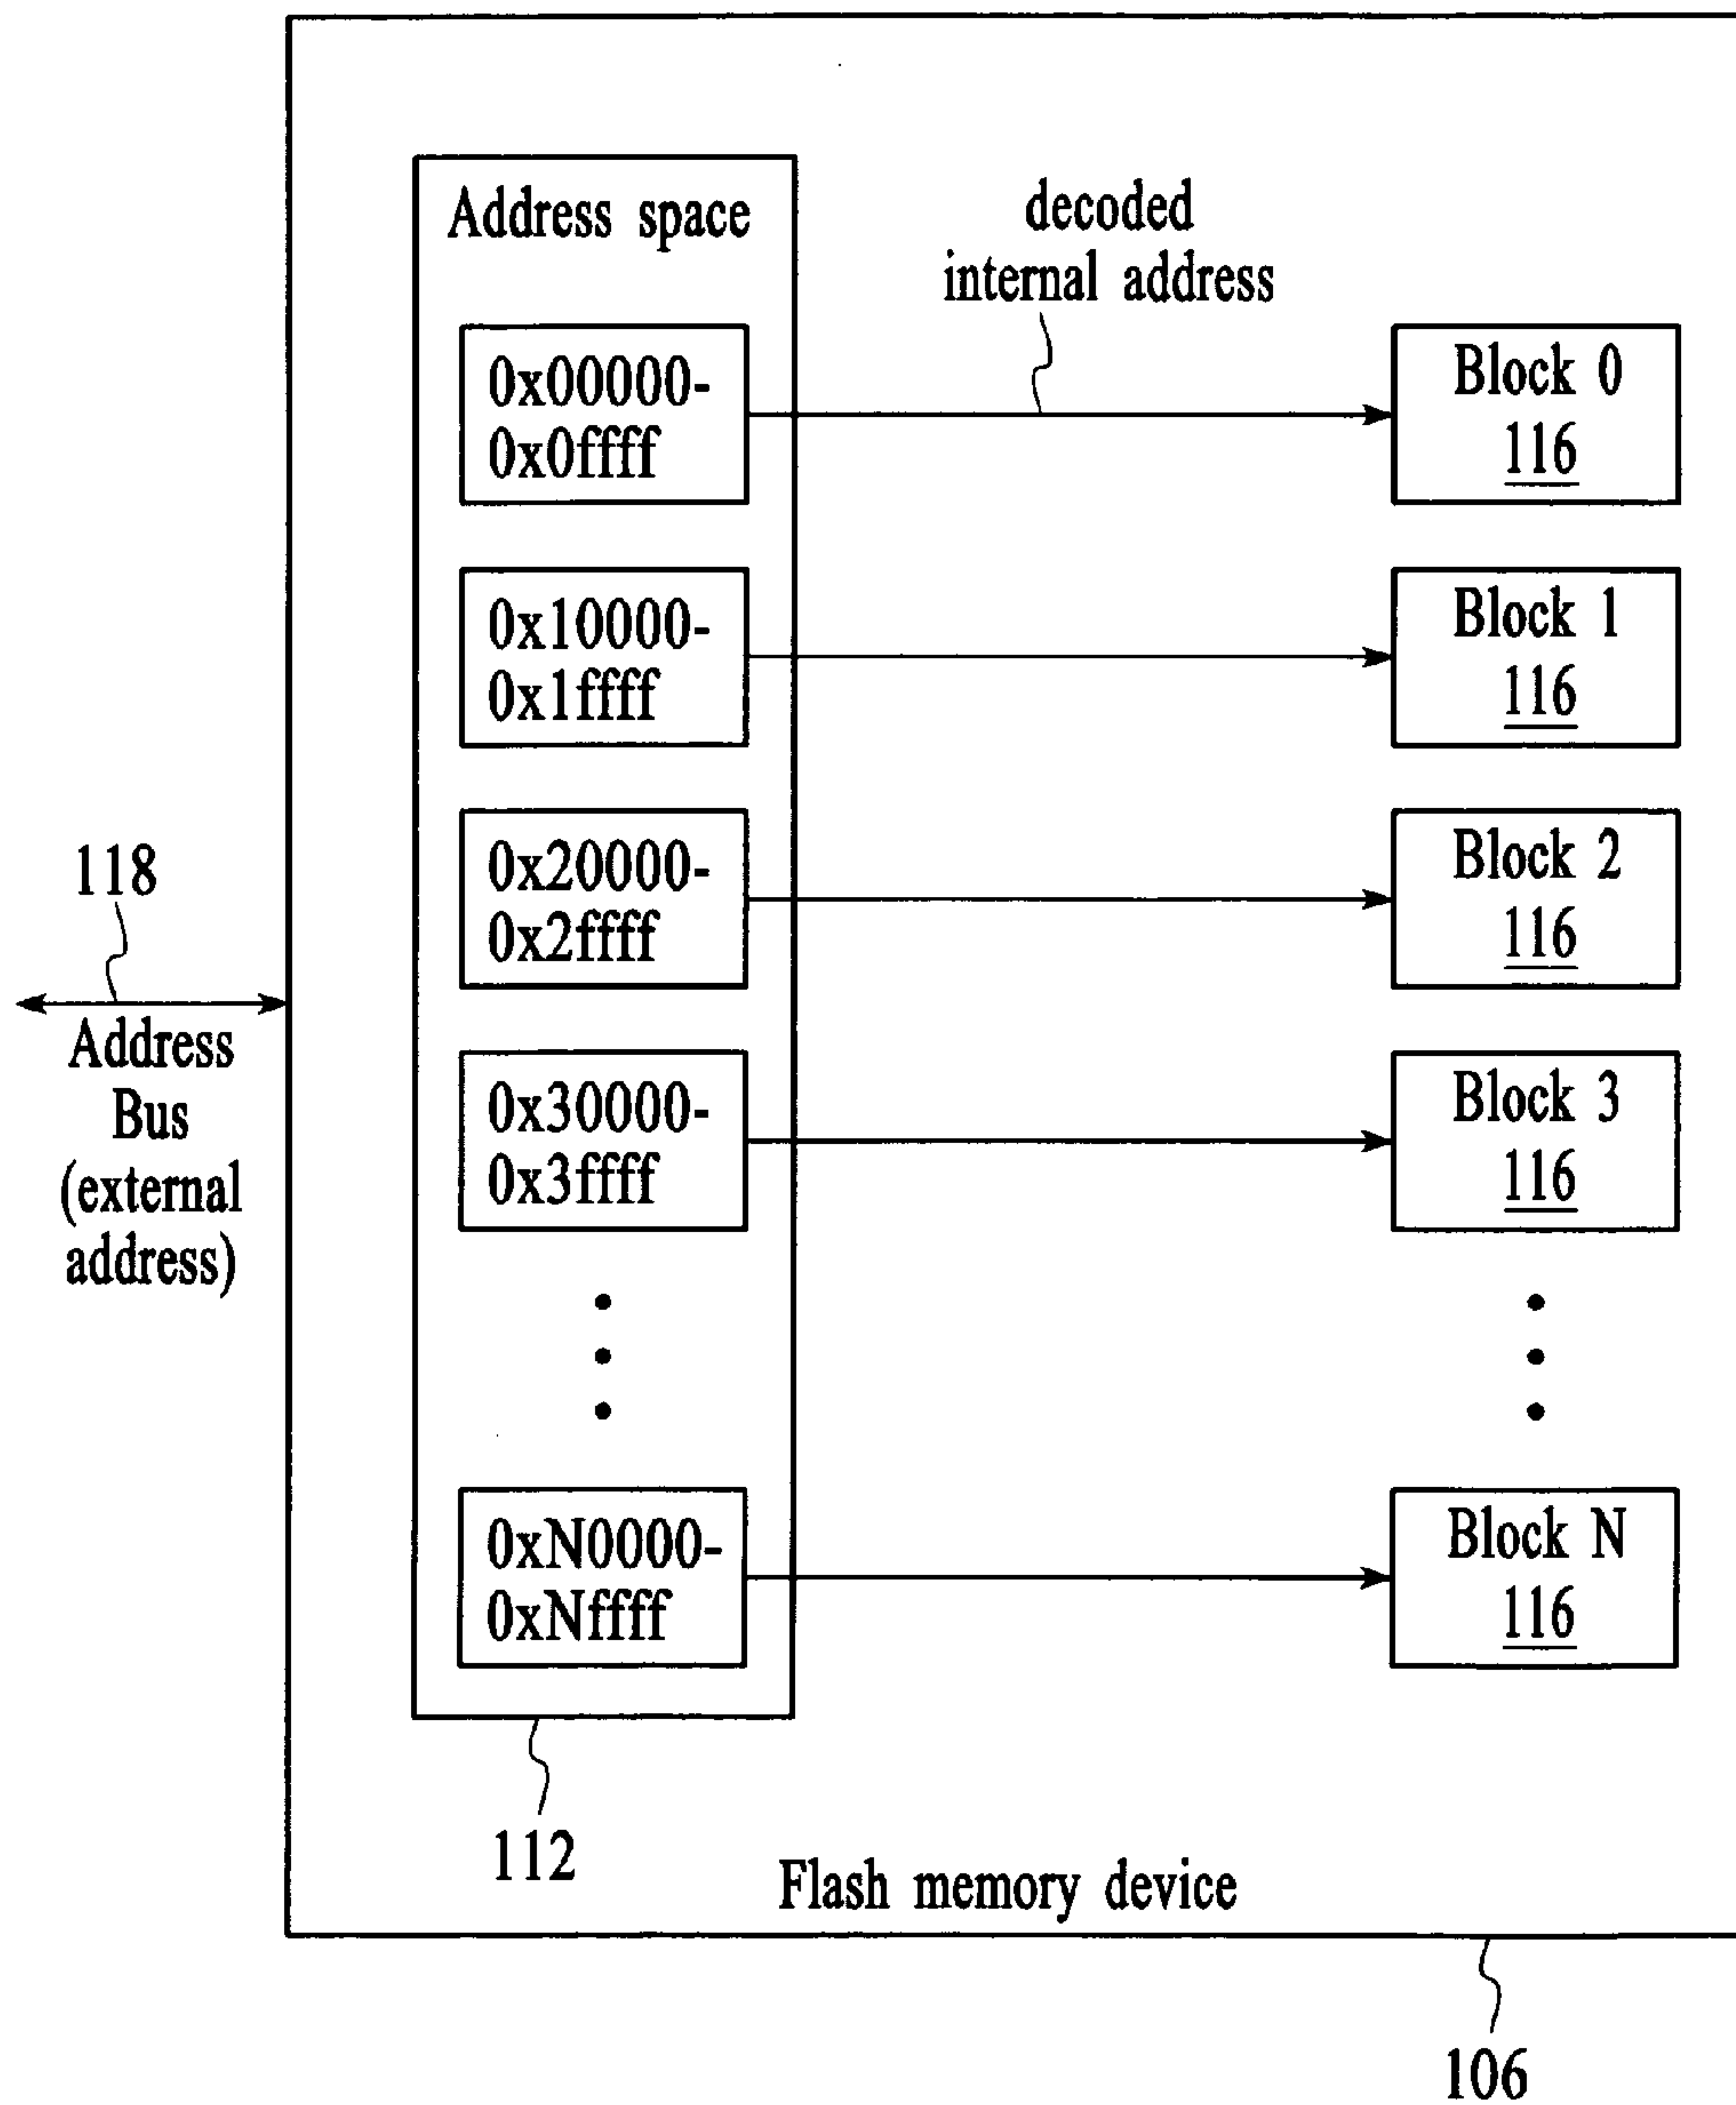 Address space
decoded
internal address
0x00000-
0x0ffff
Block 0
116
0x10000-
0x1ffff
Block 1
116
0x20000-
0x2ffff
Block 2
116
118
Address
Bus
(external
address)
0x30000-
0x3ffff
Block 3
116
0xN0000-
0xNffff
Block N
116
112
Flash memory device
106